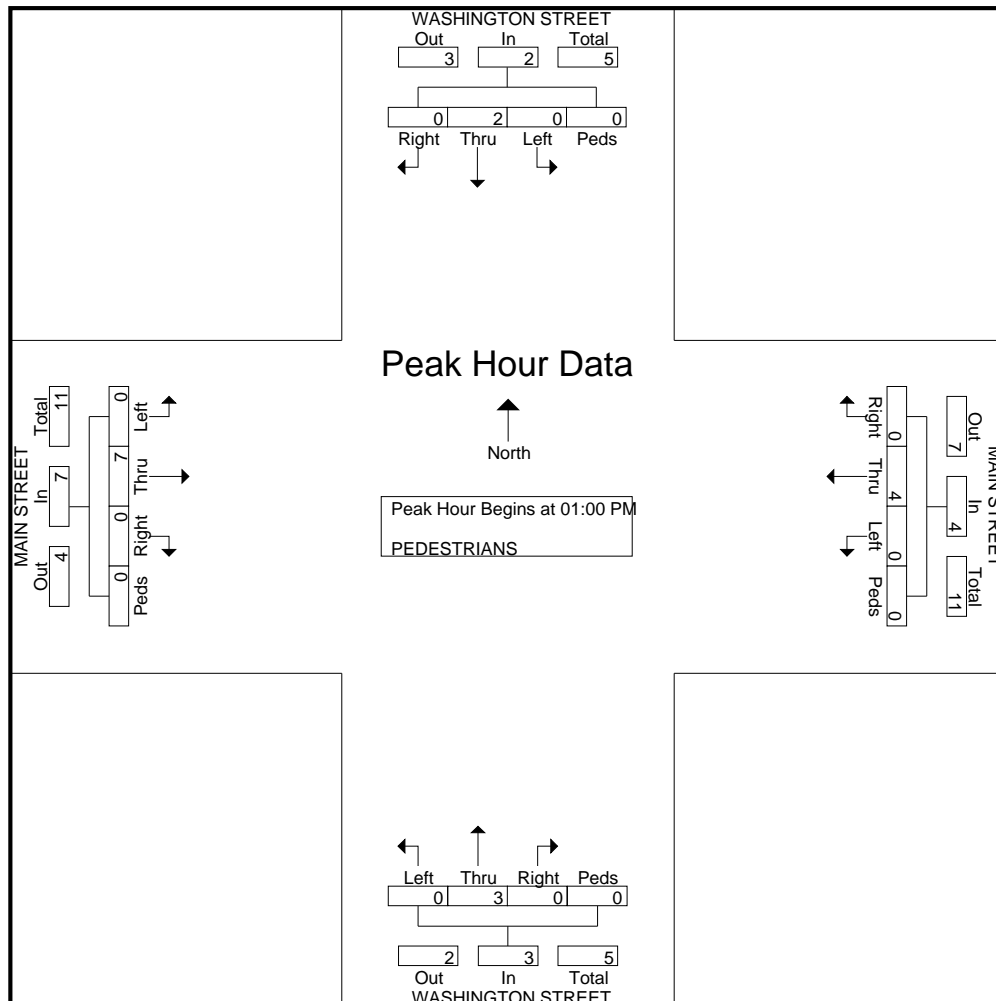 WASHINGTON STREET
Out In Total
3 2 5
0 2 0 0
Right Thru Left Peds
Peak Hour Data
North
Peak Hour Begins at 01:00 PM
PEDESTRIANS
MAIN STREET
Total In Out
11 7 4
0 7 0 0
Left Thru Right Peds
Right Thru Left Peds
0 4 0 0
Out In Total
7 4 11
MAIN STREET
Left Thru Right Peds
0 3 0 0
2 3 5
Out In Total
WASHINGTON STREET